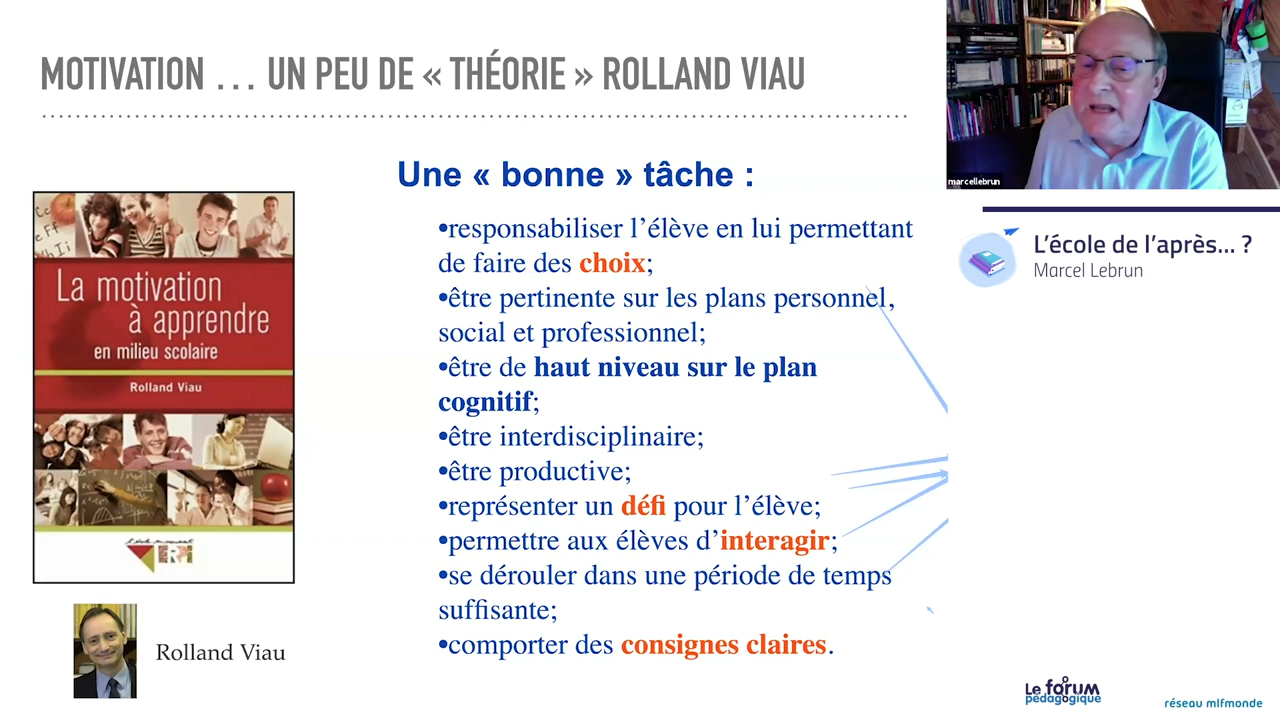 MOTIVATION … UN PEU DE « THÉORIE » ROLLAND VIAU
Une « bonne » tâche :
•responsabiliser l’élève en lui permettant
de faire des choix;
•être pertinente sur les plans personnel,
social et professionnel;
•être de haut niveau sur le plan
cognitif;
•être interdisciplinaire;
•être productive;
•représenter un défi pour l’élève;
•permettre aux élèves d’interagir;
•se dérouler dans une période de temps
suffisante;
•comporter des consignes claires.
La motivation
à apprendre
en milieu scolaire
Rolland Viau
Rolland Viau
marcellebrun
L’école de l’après... ?
Marcel Lebrun
Le forum
pédagogique
réseau mlfmonde